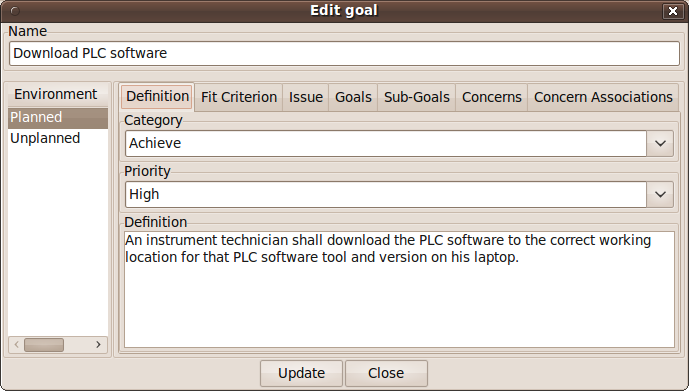 Edit goal
Name
Download PLC software
Environment
Planned
Unplanned
Definition Fit Criterion Issue Goals Sub-Goals Concerns Concern Associations
Category
Achieve
Priority
High
Definition
An instrument technician shall download the PLC software to the correct working
location for that PLC software tool and version on his laptop.
Update Close